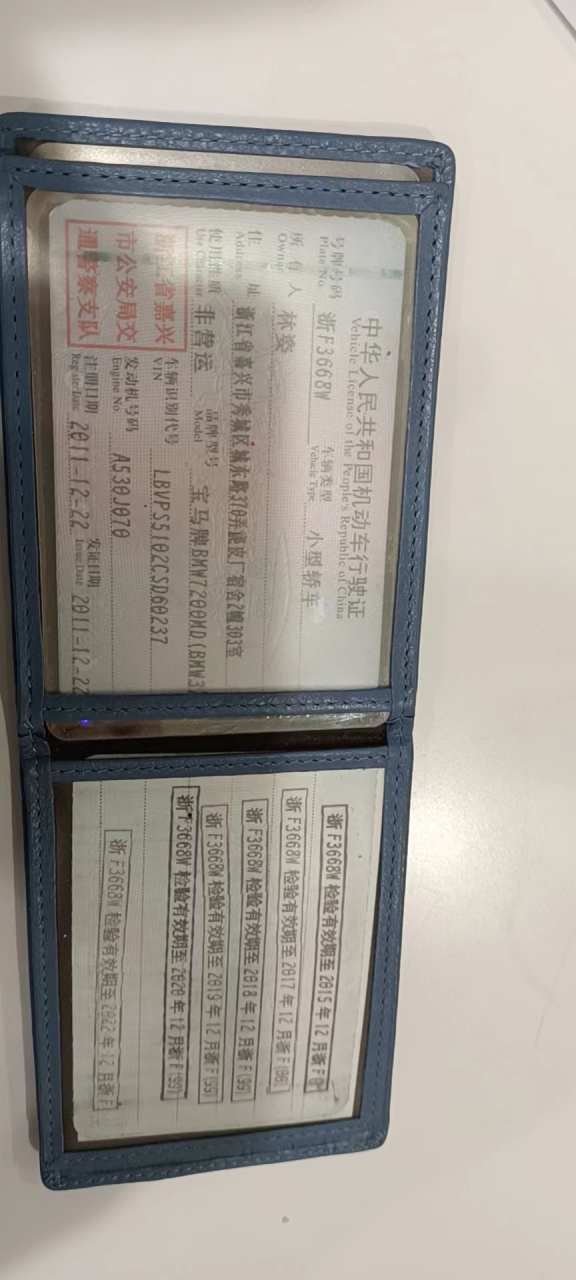 中华人民共和国机动车行驶证
Vehicle License of the People's Republic of China
号牌号码 浙F3668W 车辆类型 小型轿车
Plate No. Vehicle Type
所有人 林姿
Owner
住址 浙江省嘉兴市秀城区城东路370弄跷皮厂宿舍2幢303室
Address
使用性质 非营运 品牌型号 宝马牌BMW7200MD(BMW3
Use Character Model
浙江省嘉兴市公安局交通警察支队
车辆识别代号 LBVPS5102CSD60237
VIN
发动机号码 A530J070
Engine No.
注册日期 2011-12-22 发证日期 2011-12-22
Register Date Issue Date
浙F3668W 检验有效期至2015年12月浙F
浙F3668W 检验有效期至2017年12月浙F(98)
浙F3668W 检验有效期至2018年12月浙F(99)
浙F3668W 检验有效期至2019年12月浙F(99)
浙F3668W 检验有效期至2020年12月浙F(99)
浙F3668W 检验有效期至2022年12月浙F